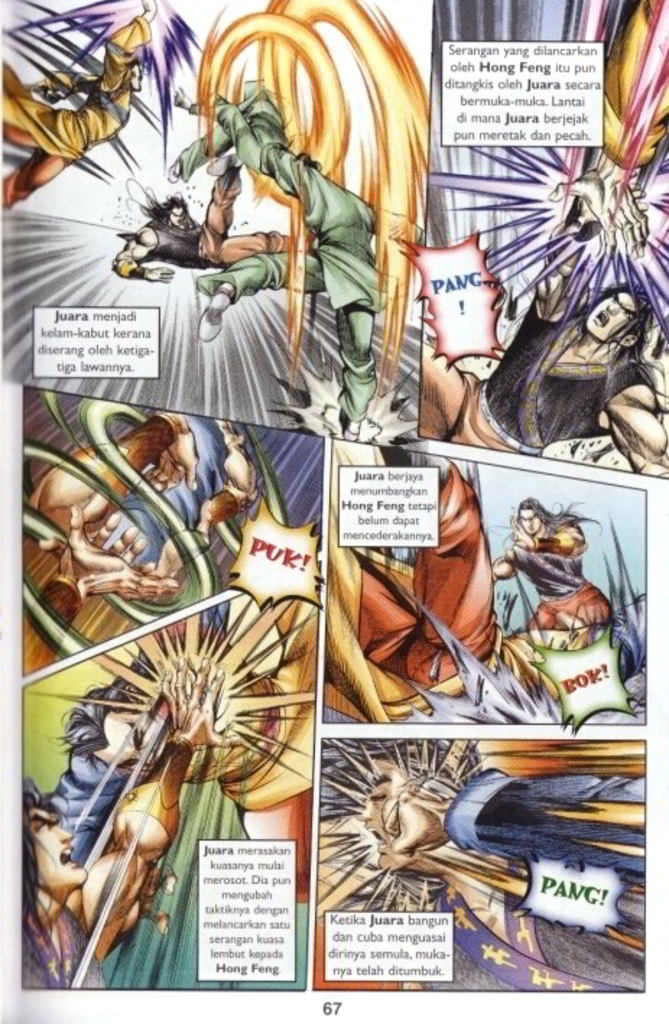 Serangan yang dilancarkan
oleh Hong Feng itu pun
ditangkis oleh Juara secara
bermuka-muka. Lantai
di mana Juara berjejak
pun meretak dan pecah.
PANG
!
Juara menjadi
kelam-kabut kerana
diserang oleh ketiga-
tiga lawannya.
PUK!
Juara berjaya
menumbangkan
Hong Feng tetapi
belum dapat
mencederakannya.
BOK!
Juara merasakan
kuasanya mulai
merosot. Dia pun
mengubah
taktiknya dengan
melancarkan satu
serangan kuasa
lembut kepada
Hong Feng.
PANG!
Ketika Juara bangun
dan cuba menguasai
dirinya semula, muka-
nya telah ditumbuk.
67